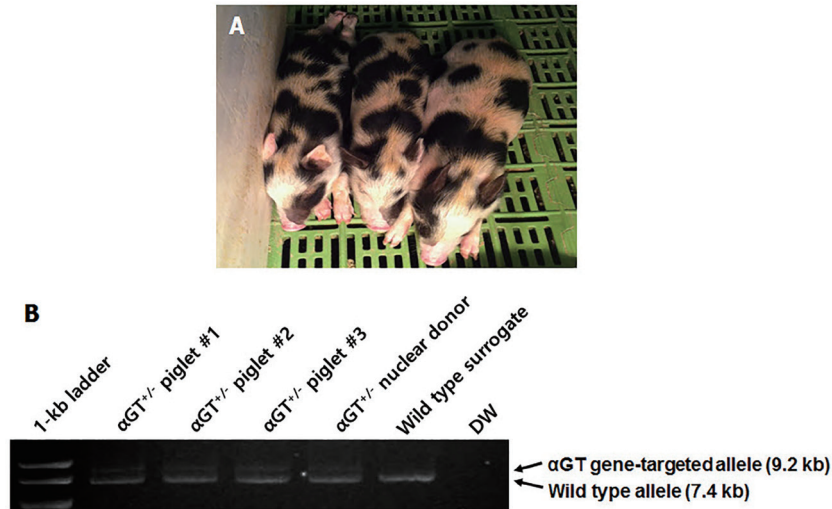 A
B
1-kb ladder
αGT+/- piglet #1
αGT+/- piglet #2
αGT+/- piglet #3
αGT+/- nuclear donor
Wild type surrogate
DW
αGT gene-targeted allele (9.2 kb)
Wild type allele (7.4 kb)